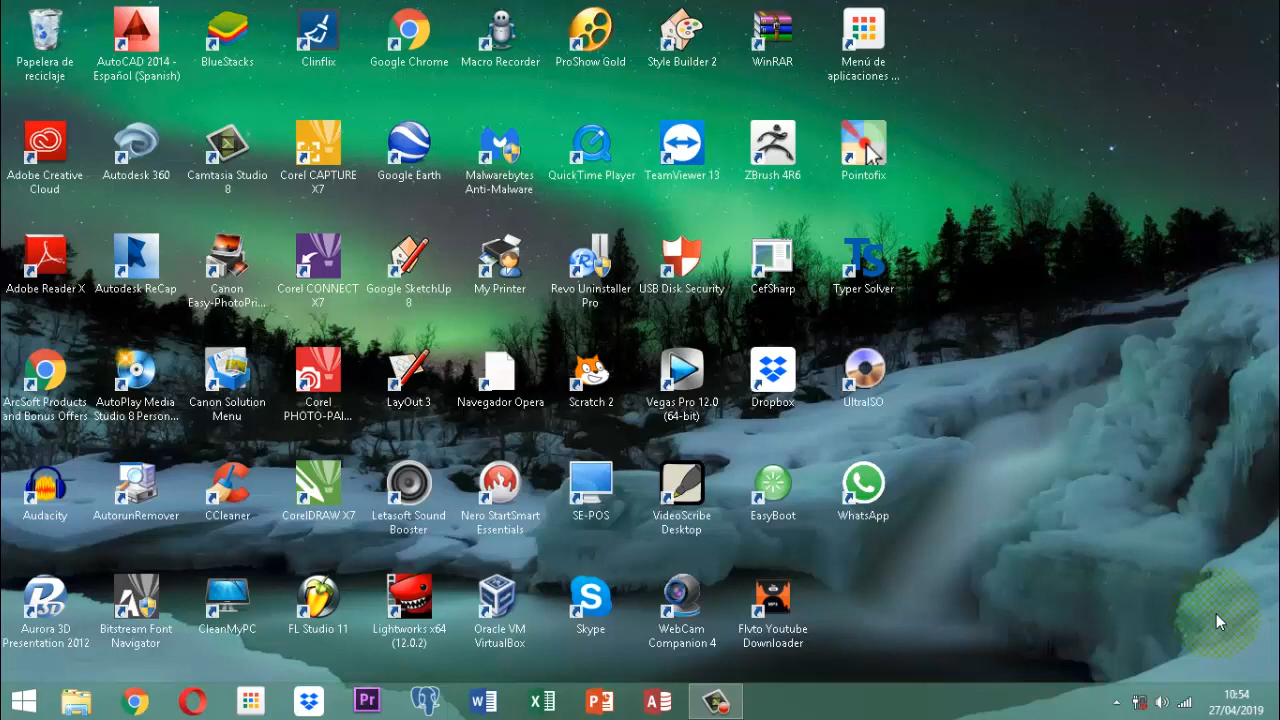 Papelera de
reciclaje
AutoCAD 2014 -
Español (Spanish)
BlueStacks
Clinflix
Google Chrome
Macro Recorder
ProShow Gold
Style Builder 2
WinRAR
Menú de
aplicaciones ...
Adobe Creative
Cloud
Autodesk 360
Camtasia Studio
8
Corel CAPTURE
X7
Google Earth
Malwarebytes
Anti-Malware
QuickTime Player
TeamViewer 13
ZBrush 4R6
Pointofix
Adobe Reader X
Autodesk ReCap
Canon
Easy-PhotoPri...
Corel CONNECT
X7
Google SketchUp
8
My Printer
Revo Uninstaller
Pro
USB Disk Security
CefSharp
Ts
Typer Solver
ArcSoft Products
and Bonus Offers
AutoPlay Media
Studio 8 Person...
Canon Solution
Menu
Corel
PHOTO-PAI...
LayOut 3
Navegador Opera
Scratch 2
Vegas Pro 12.0
(64-bit)
Dropbox
UltraISO
Audacity
AutorunRemover
CCleaner
CorelDRAW X7
Letasoft Sound
Booster
Nero StartSmart
Essentials
SE-POS
VideoScribe
Desktop
EasyBoot
WhatsApp
Aurora 3D
Presentation 2012
Bitstream Font
Navigator
CleanMyPC
FL Studio 11
Lightworks x64
(12.0.2)
Oracle VM
VirtualBox
Skype
WebCam
Companion 4
Flvto Youtube
Downloader
Pr
10:54
27/04/2019